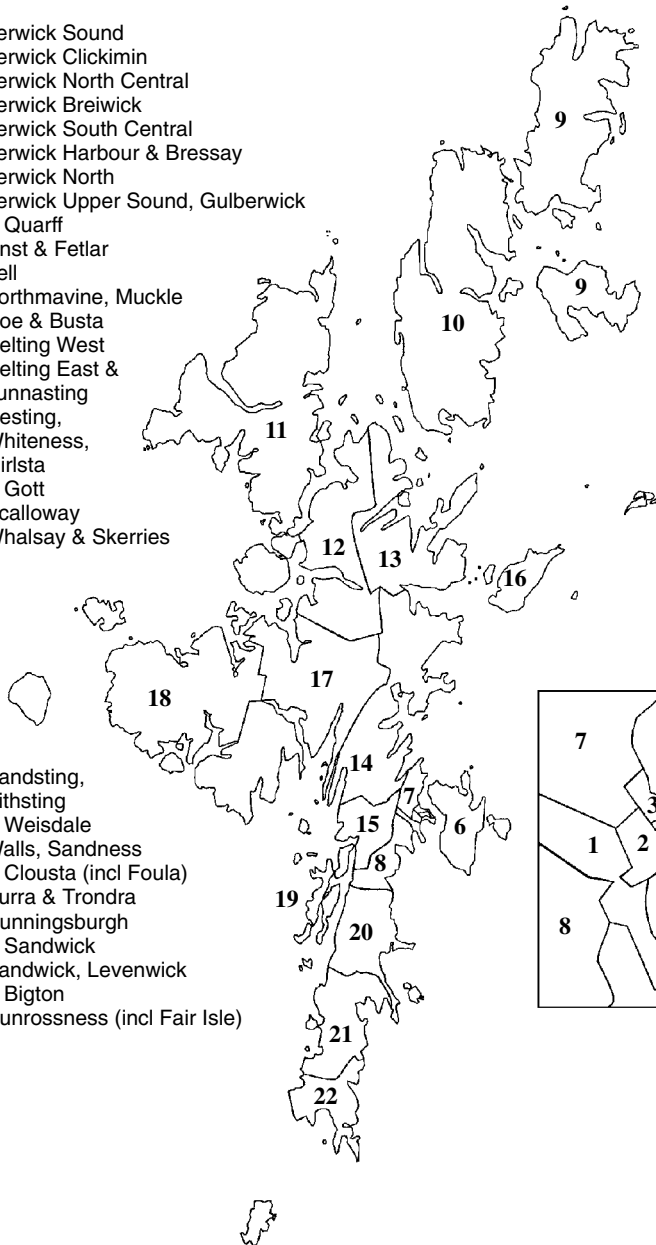 erwick Sound
erwick Clickimin
erwick North Central
erwick Breiwick
erwick South Central
erwick Harbour & Bressay
erwick North
erwick Upper Sound, Gulberwick
Quarff
nst & Fetlar
ell
orthmavine, Muckle
oe & Busta
elting West
elting East &
unnasting
esting,
hiteness,
irlsta
Gott
calloway
halsay & Skerries
andsting,
ithsting
Weisdale
alls, Sandness
Clousta (incl Foula)
urra & Trondra
unningsburgh
Sandwick
andwick, Levenwick
Bigton
unrossness (incl Fair Isle)
9
9
10
11
12
13
16
17
18
14
7
15
6
8
19
20
21
22
7
3
1
2
8